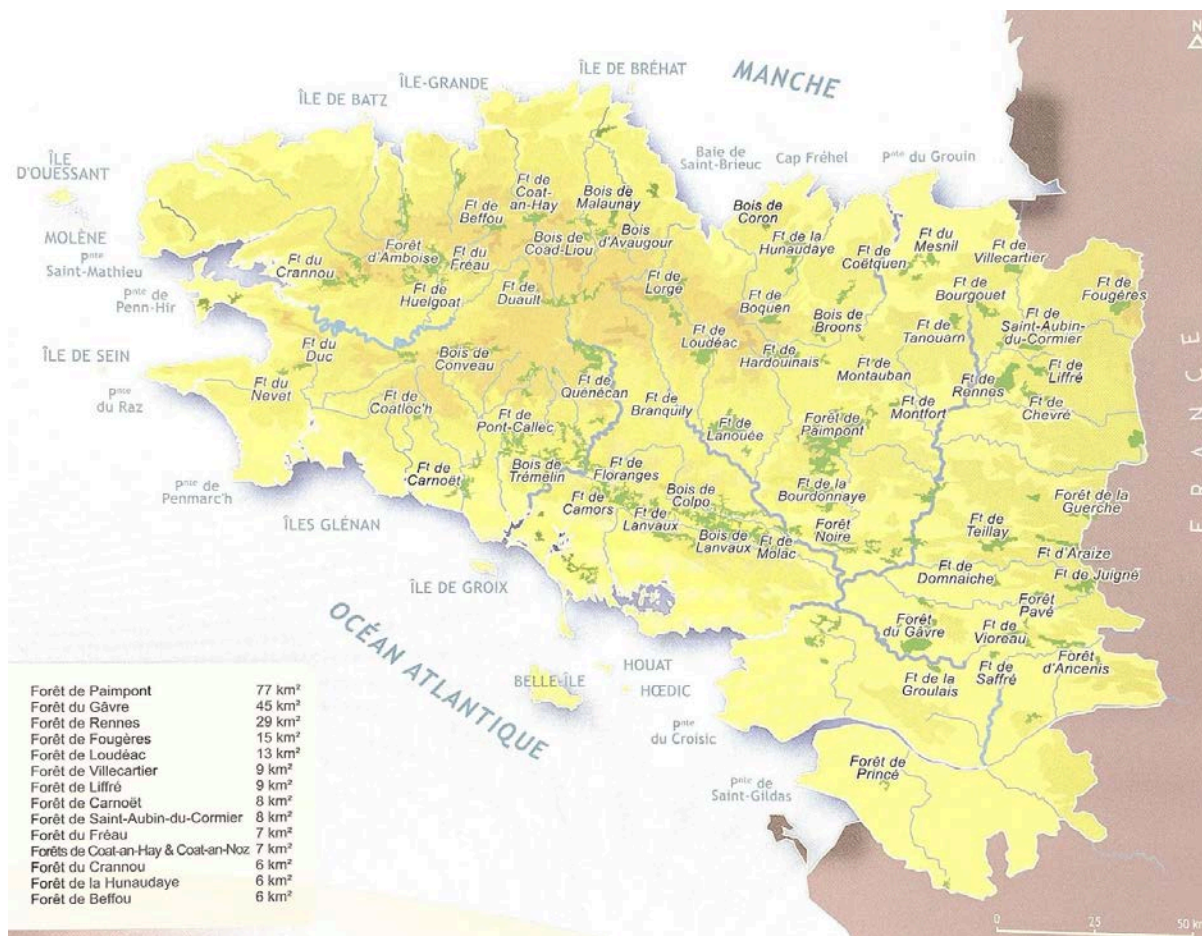 N
MANCHE
ÎLE DE BRÉHAT
ÎLE-GRANDE
ÎLE DE BATZ
ÎLE
D'OUESSANT
MOLÈNE
Pnte
Saint-Mathieu
Pnte de
Penn-Hir
ÎLE DE SEIN
Pnte
du Raz
Pnte de
Penmarc'h
ÎLES GLÉNAN
ÎLE DE GROIX
OCÉAN ATLANTIQUE
BELLE-ÎLE
HOUAT
HŒDIC
Pnte
du Croisic
Pnte de
Saint-Gildas
Baie de
Saint-Brieuc
Cap Fréhel
Pnte du Grouin
FRANCE
Ft de
Coat-
an-Hay
Bois de
Malaunay
Ft de
Beffou
Bois de
Coad-Liou
Bois
d'Avaugour
Forêt
d'Amboise
Ft du
Fréau
Ft du
Crannou
Ft de
Huelgoat
Ft de
Duault
Ft de
Lorge
Bois de
Coron
Ft de la
Hunaudaye
Ft de
Coëtquen
Ft du
Mesnil
Ft de
Villecartier
Ft de
Bourgouet
Ft de
Fougères
Ft de
Boquen
Bois de
Broons
Ft de
Tanouarn
Ft de
Saint-Aubin-
du-Cormier
Ft du
Duc
Bois de
Conveau
Ft de
Loudéac
Ft de
Hardouinais
Ft de
Montauban
Ft de
Rennes
Ft de
Liffré
Ft du
Nevet
Ft de
Coatloc'h
Ft de
Quénécan
Ft de
Branquily
Ft de
Montfort
Ft de
Chevré
Ft de
Pont-Callec
Ft de
Lanouée
Forêt de
Paimpont
Ft de
Carnoët
Bois de
Trémelin
Ft de
Floranges
Ft de la
Bourdonnaye
Forêt de la
Guerche
Ft de
Camors
Bois de
Colpo
Ft de
Lanvaux
Bois de
Lanvaux
Ft de
Molac
Forêt
Noire
Ft de
Teillay
Ft d'Araize
Ft de
Domnaiche
Ft de Juigné
Forêt
Pavé
Forêt
du Gâvre
Ft de
Vioreau
Forêt
d'Ancenis
Ft de la
Groulais
Ft de
Saffré
Forêt de
Princé
Forêt de Paimpont 77 km²
Forêt du Gâvre 45 km²
Forêt de Rennes 29 km²
Forêt de Fougères 15 km²
Forêt de Loudéac 13 km²
Forêt de Villecartier 9 km²
Forêt de Liffré 9 km²
Forêt de Carnoët 8 km²
Forêt de Saint-Aubin-du-Cormier 8 km²
Forêt du Fréau 7 km²
Forêts de Coat-an-Hay & Coat-an-Noz 7 km²
Forêt du Crannou 6 km²
Forêt de la Hunaudaye 6 km²
Forêt de Beffou 6 km²
0 25 50 km